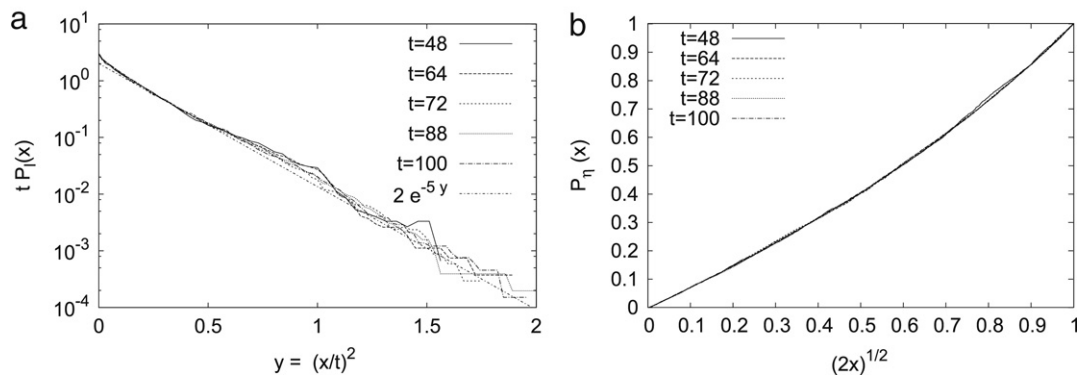 a
10^1
10^0
10^-1
10^-2
10^-3
10^-4
t P_l(x)
t=48
t=64
t=72
t=88
t=100
2 e^-5 y
0
0.5
1
1.5
2
y = (x/t)^2
b
1
0.9
0.8
0.7
0.6
0.5
0.4
0.3
0.2
0.1
0
P_η (x)
t=48
t=64
t=72
t=88
t=100
0 0.1 0.2 0.3 0.4 0.5 0.6 0.7 0.8 0.9 1
(2x)^1/2